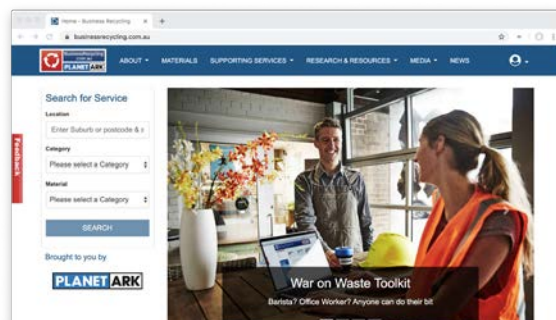 Home - Business Recycling
businessrecycling.com.au
BusinessRecycling
.com.au
PLANET ARK
ABOUT
MATERIALS
SUPPORTING SERVICES
RESEARCH & RESOURCES
MEDIA
NEWS
Search for Service
Location
Enter Suburb or postcode & s
Category
Please select a Category
Material
Please select a Category
SEARCH
Feedback
Brought to you by
PLANET ARK
War on Waste Toolkit
Barista? Office Worker? Anyone can do their bit